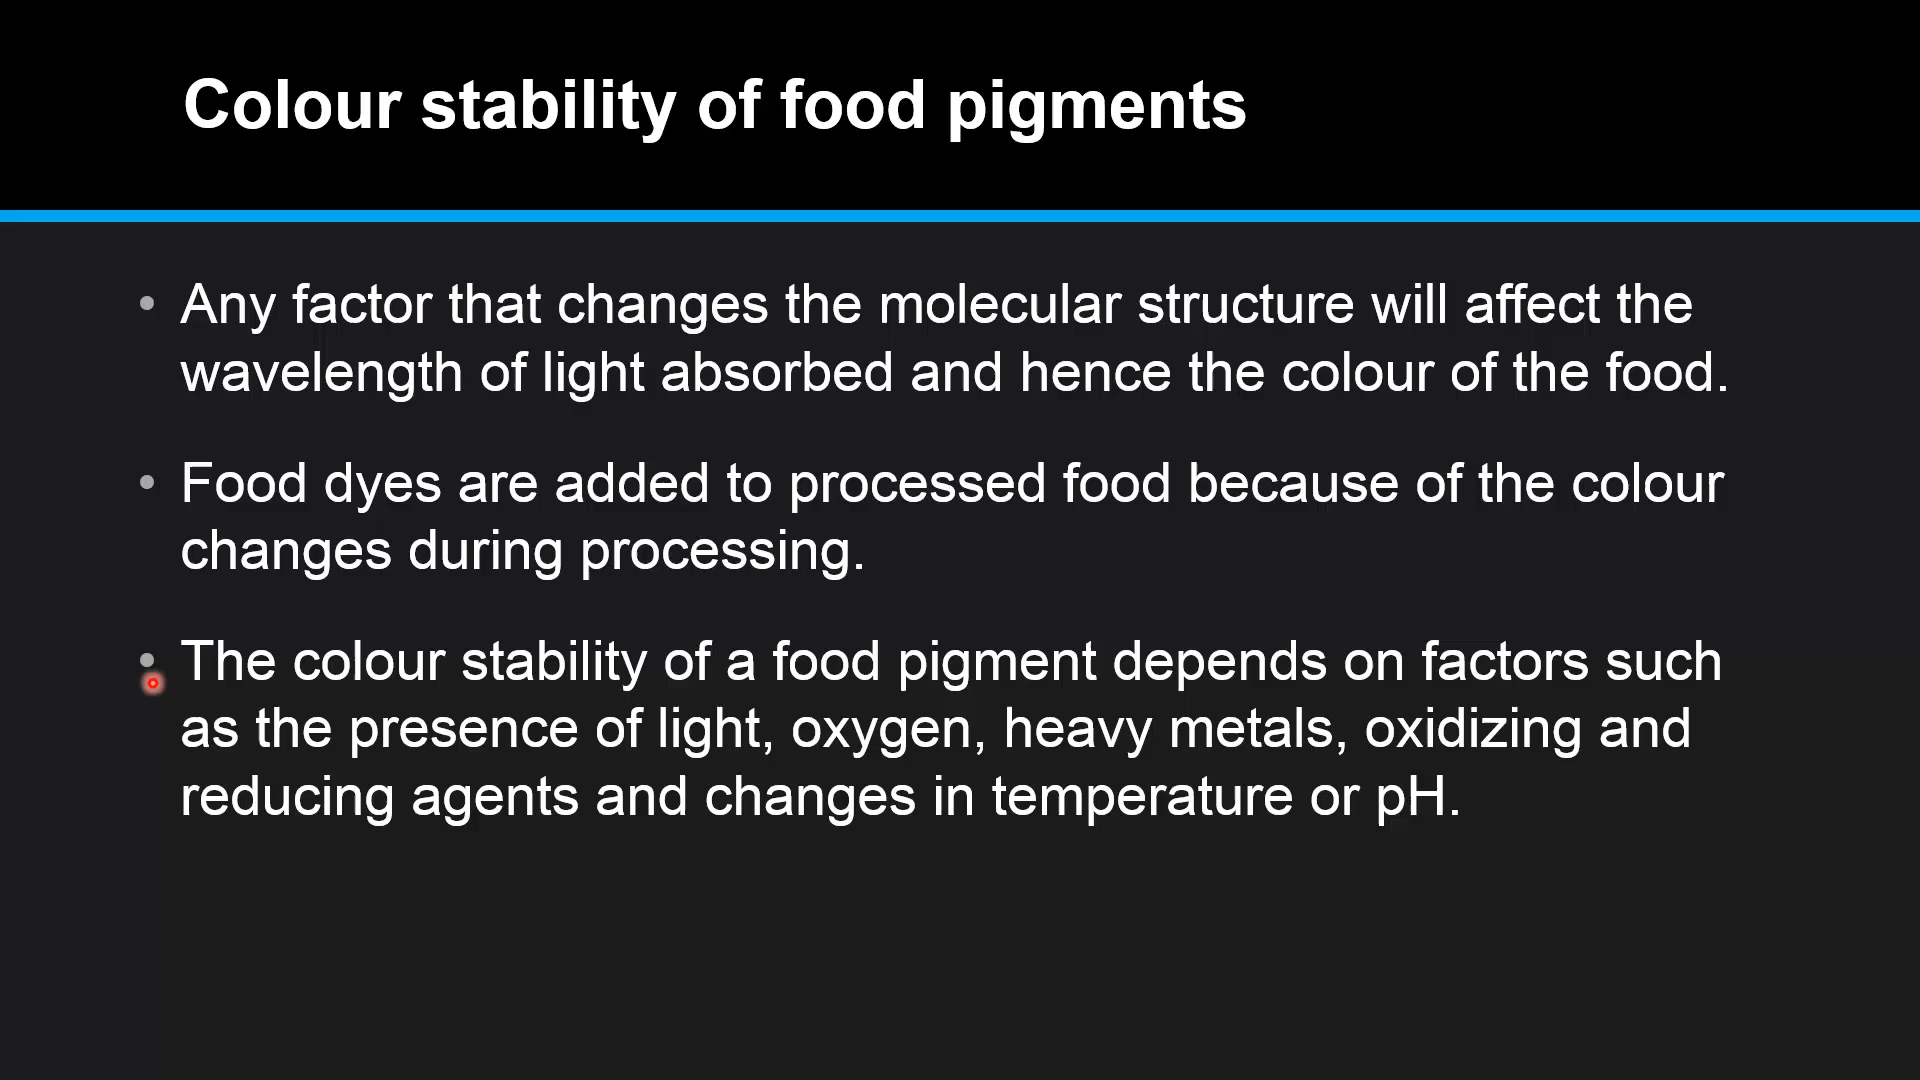 Colour stability of food pigments
• Any factor that changes the molecular structure will affect the
wavelength of light absorbed and hence the colour of the food.
• Food dyes are added to processed food because of the colour
changes during processing.
• The colour stability of a food pigment depends on factors such
as the presence of light, oxygen, heavy metals, oxidizing and
reducing agents and changes in temperature or pH.